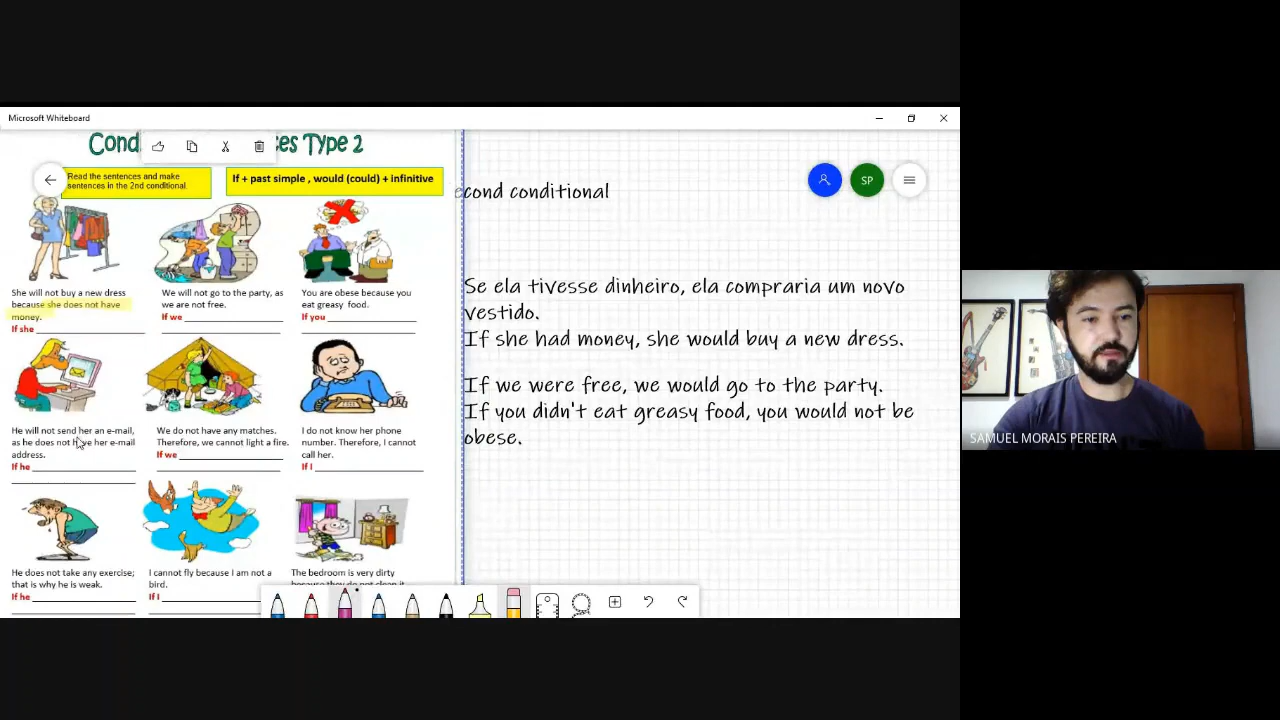 Microsoft Whiteboard
Cond
es Type 2
Read the sentences and make
sentences in the 2nd conditional.
If + past simple , would (could) + infinitive
econd conditional
SP
She will not buy a new dress
because she does not have
money.
If she
We will not go to the party, as
we are not free.
If we
You are obese because you
eat greasy food.
If you
Se ela tivesse dinheiro, ela compraria um novo
vestido.
If she had money, she would buy a new dress.
If we were free, we would go to the party.
If you didn't eat greasy food, you would not be
obese.
He will not send her an e-mail,
as he does not have her e-mail
address.
If he
We do not have any matches.
Therefore, we cannot light a fire.
If we
I do not know her phone
number. Therefore, I cannot
call her.
If I
He does not take any exercise;
that is why he is weak.
If he
I cannot fly because I am not a
bird.
If I
The bedroom is very dirty
because they do not clean it
SAMUEL MORAIS PEREIRA